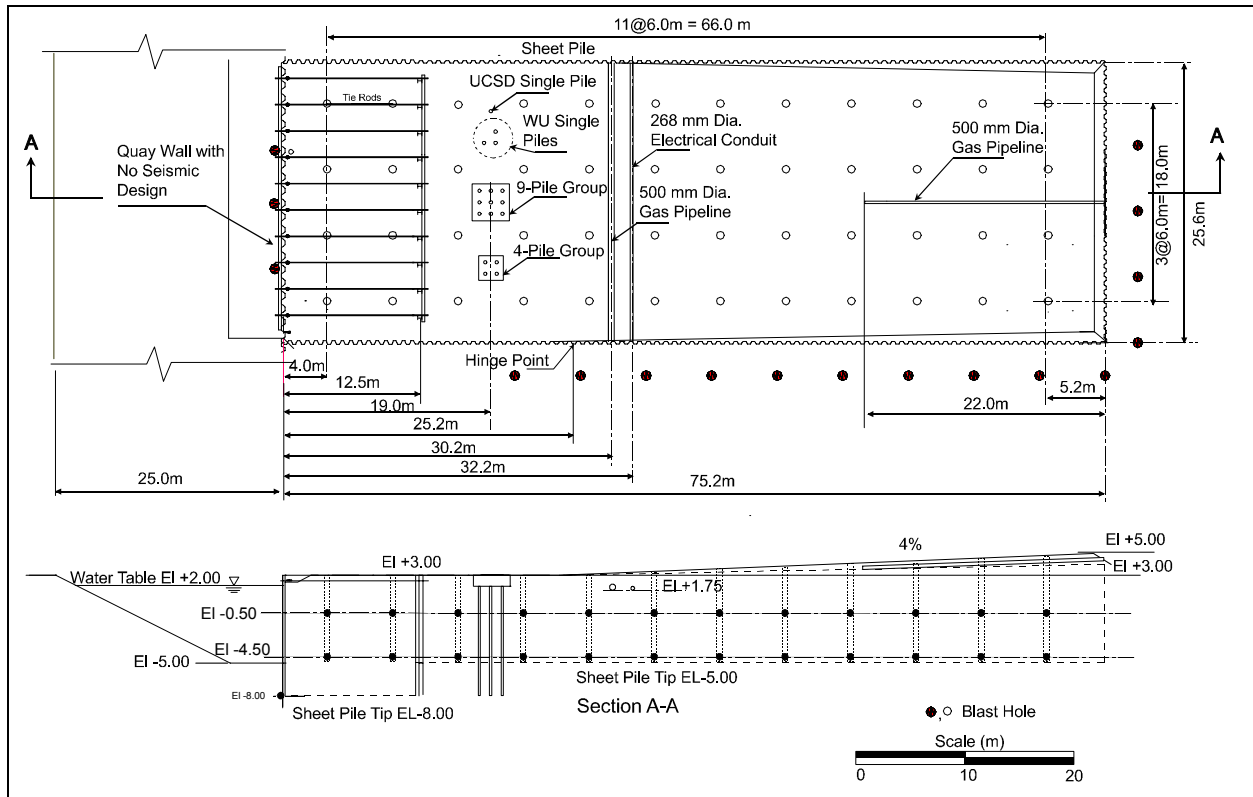 11@6.0m = 66.0 m
Sheet Pile
UCSD Single Pile
Tie Rods
WU Single
Piles
268 mm Dia.
Electrical Conduit
500 mm Dia.
Gas Pipeline
A
A
Quay Wall with
No Seismic
Design
9-Pile Group
500 mm Dia.
Gas Pipeline
3@6.0m= 18.0m
25.6m
4-Pile Group
Hinge Point
4.0m
12.5m
5.2m
19.0m
22.0m
25.2m
30.2m
25.0m
32.2m
75.2m
4%
El +5.00
El +3.00
El +3.00
Water Table El +2.00
El +1.75
El -0.50
El -4.50
El -5.00
Sheet Pile Tip EL-5.00
El -8.00
Sheet Pile Tip EL-8.00
Section A-A
, Blast Hole
Scale (m)
0 10 20